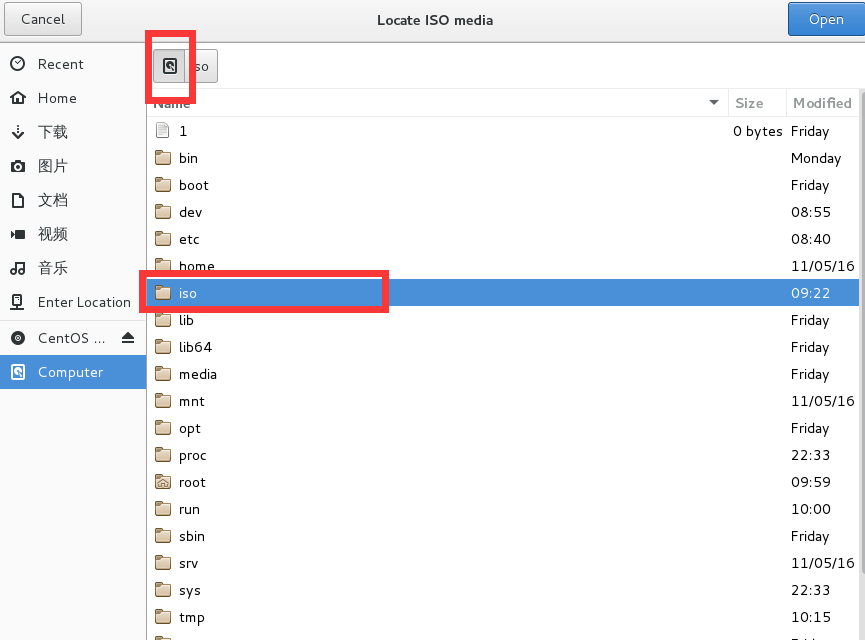 Cancel Locate ISO media Open
Recent
Home
下载
图片
文档
视频
音乐
Enter Location
CentOS ...
Computer
Name Size Modified
1 0 bytes Friday
bin Monday
boot Friday
dev 08:55
etc 08:40
home 11/05/16
iso 09:22
lib Friday
lib64 Friday
media Friday
mnt 11/05/16
opt Friday
proc 22:33
root 09:59
run 10:00
sbin Friday
srv 11/05/16
sys 22:33
tmp 10:15